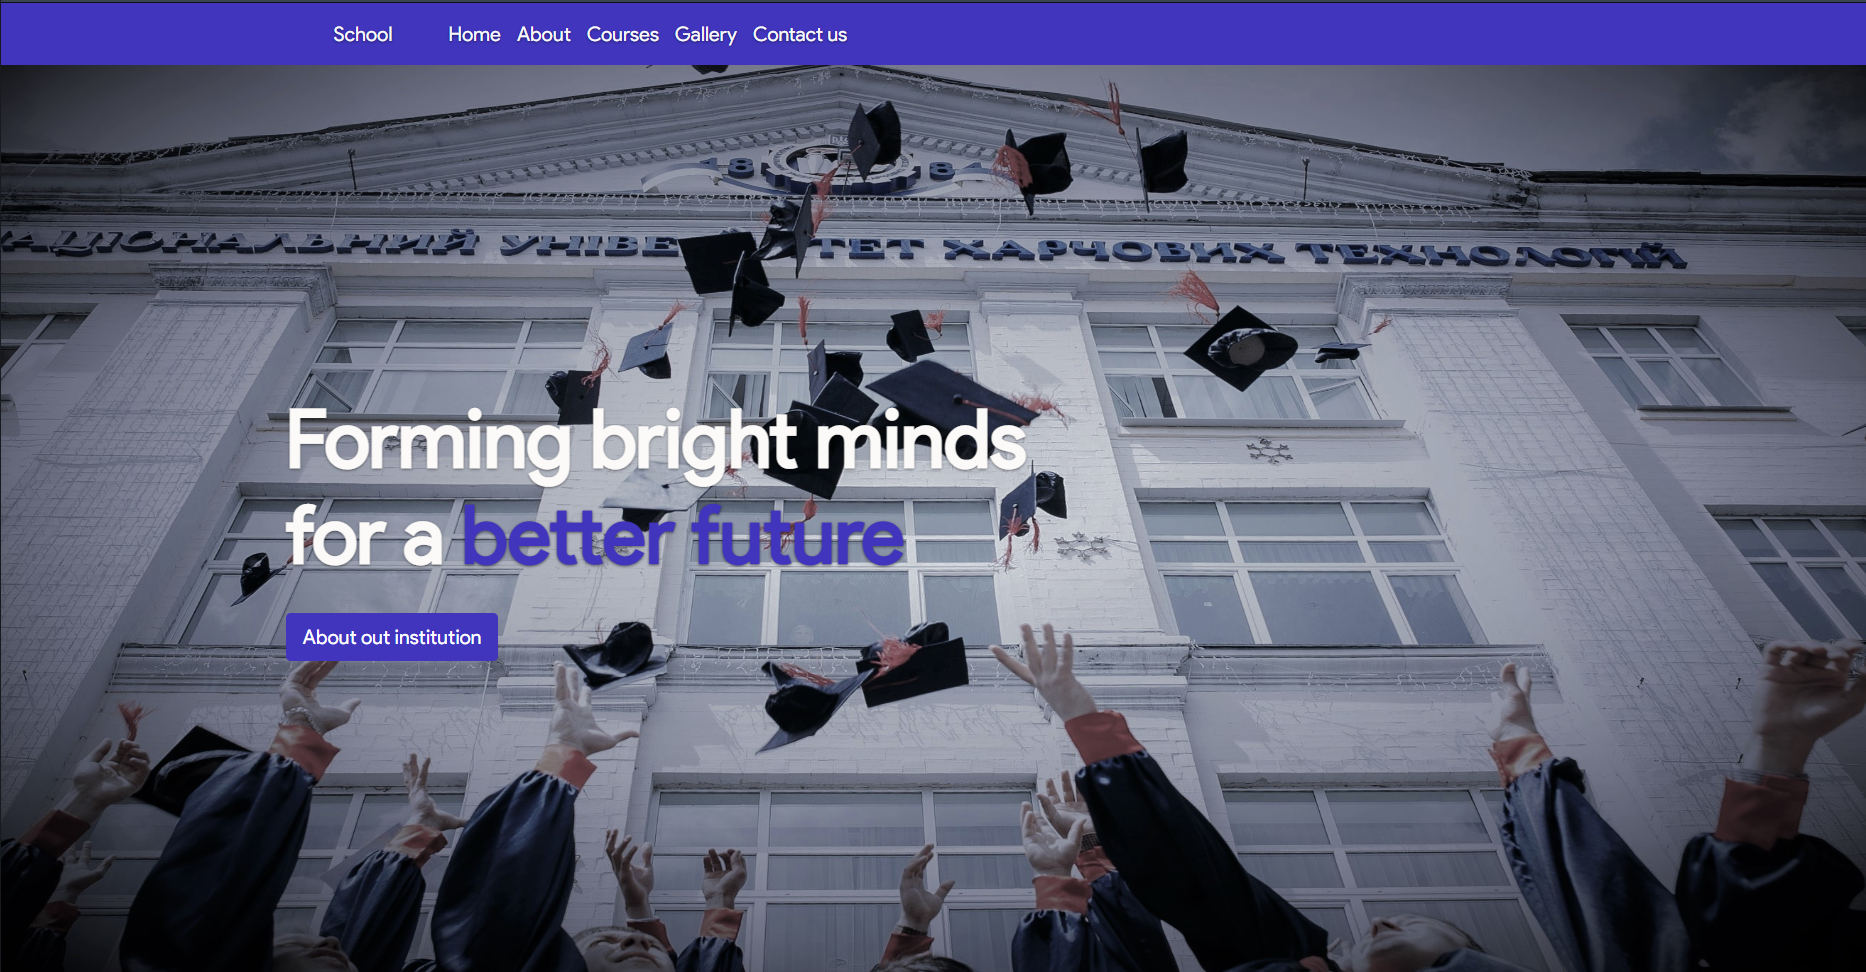 School Home About Courses Gallery Contact us
18 84
АЦІОНАЛЬНИЙ УНІВЕ ТЕТ ХАРЧОВИХ ТЕХНОЛОГІЙ
Forming bright minds
for a better future
About out institution